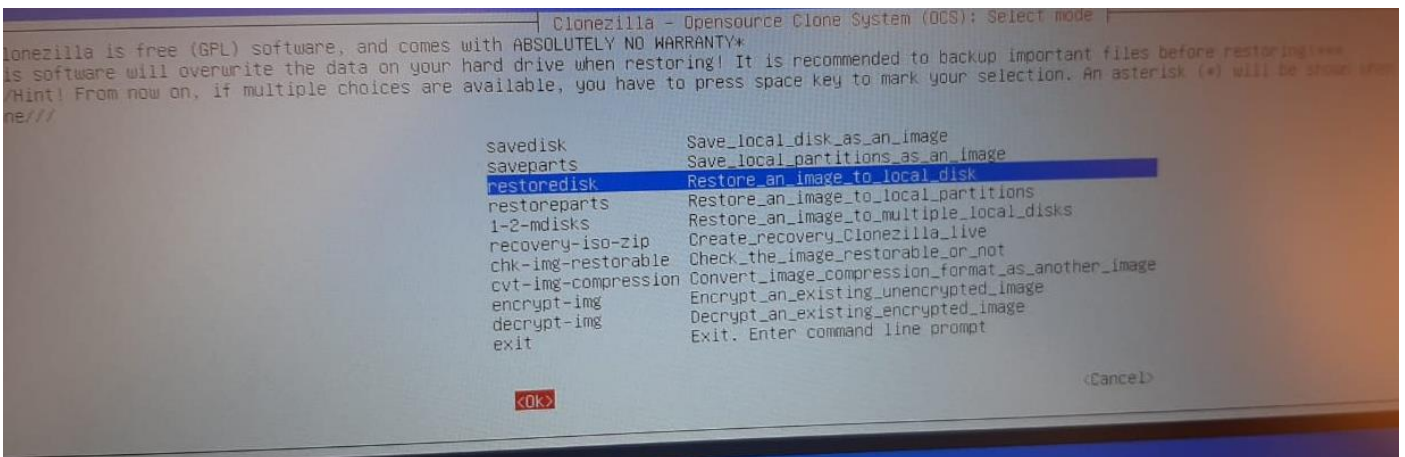 Clonezilla - Opensource Clone System (OCS): Select mode
lonezilla is free (GPL) software, and comes with ABSOLUTELY NO WARRANTY*
is software will overwrite the data on your hard drive when restoring! It is recommended to backup important files before restoring!***
/Hint! From now on, if multiple choices are available, you have to press space key to mark your selection. An asterisk (*) will be shown when
ne///
savedisk Save_local_disk_as_an_image
saveparts Save_local_partitions_as_an_image
restoredisk Restore_an_image_to_local_disk
restoreparts Restore_an_image_to_local_partitions
1-2-mdisks Restore_an_image_to_multiple_local_disks
recovery-iso-zip Create_recovery_Clonezilla_live
chk-img-restorable Check_the_image_restorable_or_not
cvt-img-compression Convert_image_compression_format_as_another_image
encrypt-img Encrypt_an_existing_unencrypted_image
decrypt-img Decrypt_an_existing_encrypted_image
exit Exit. Enter command line prompt
<Ok> <Cancel>